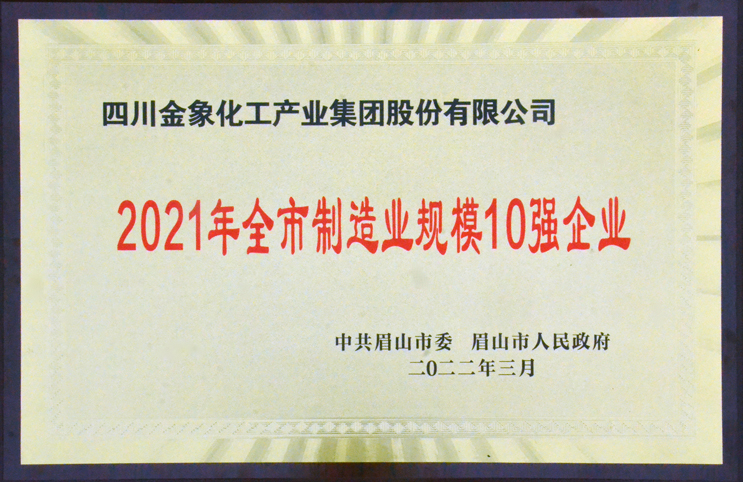 四川金象化工产业集团股份有限公司
2021年全市制造业规模10强企业
中共眉山市委 眉山市人民政府
二0二二年三月